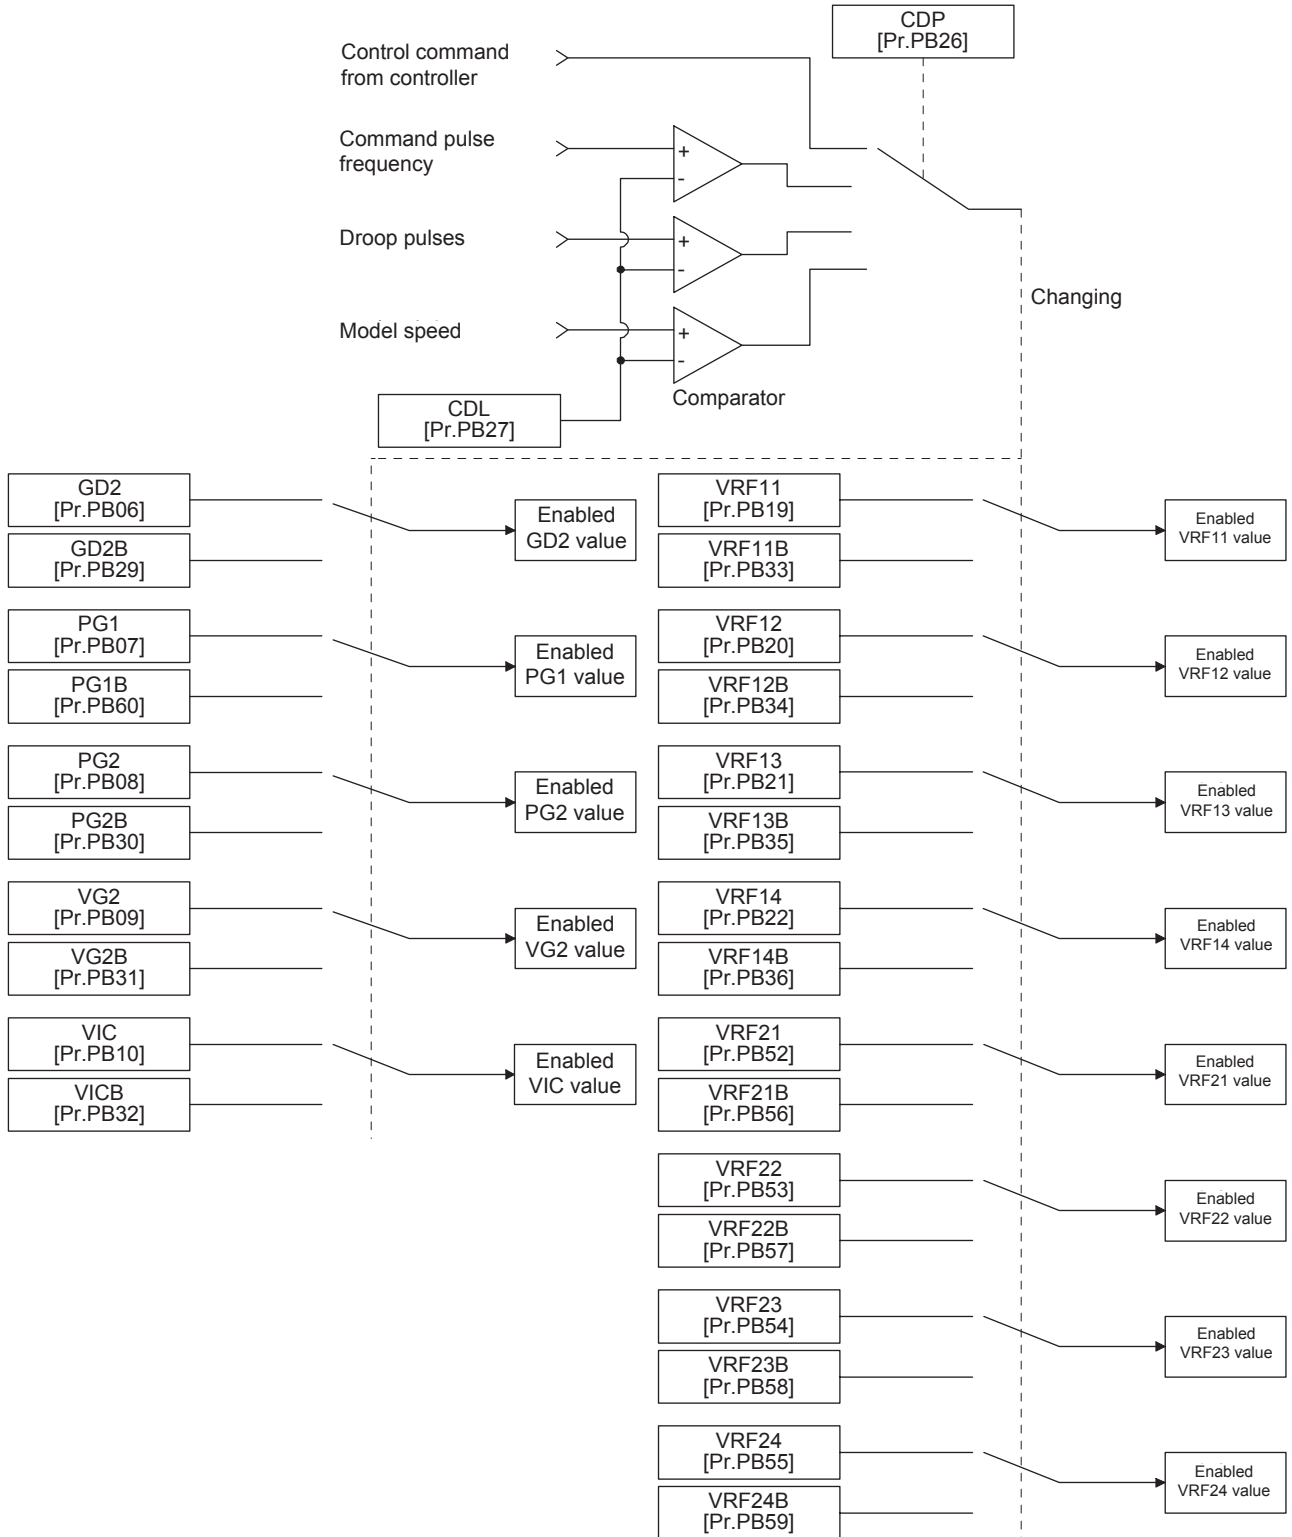 CDP
[Pr.PB26]
Control command
from controller
Command pulse
frequency
+
-
Droop pulses
+
-
Changing
Model speed
+
-
Comparator
CDL
[Pr.PB27]
GD2
[Pr.PB06]
GD2B
[Pr.PB29]
Enabled
GD2 value
PG1
[Pr.PB07]
PG1B
[Pr.PB60]
Enabled
PG1 value
PG2
[Pr.PB08]
PG2B
[Pr.PB30]
Enabled
PG2 value
VG2
[Pr.PB09]
VG2B
[Pr.PB31]
Enabled
VG2 value
VIC
[Pr.PB10]
VICB
[Pr.PB32]
Enabled
VIC value
VRF11
[Pr.PB19]
VRF11B
[Pr.PB33]
Enabled
VRF11 value
VRF12
[Pr.PB20]
VRF12B
[Pr.PB34]
Enabled
VRF12 value
VRF13
[Pr.PB21]
VRF13B
[Pr.PB35]
Enabled
VRF13 value
VRF14
[Pr.PB22]
VRF14B
[Pr.PB36]
Enabled
VRF14 value
VRF21
[Pr.PB52]
VRF21B
[Pr.PB56]
Enabled
VRF21 value
VRF22
[Pr.PB53]
VRF22B
[Pr.PB57]
Enabled
VRF22 value
VRF23
[Pr.PB54]
VRF23B
[Pr.PB58]
Enabled
VRF23 value
VRF24
[Pr.PB55]
VRF24B
[Pr.PB59]
Enabled
VRF24 value